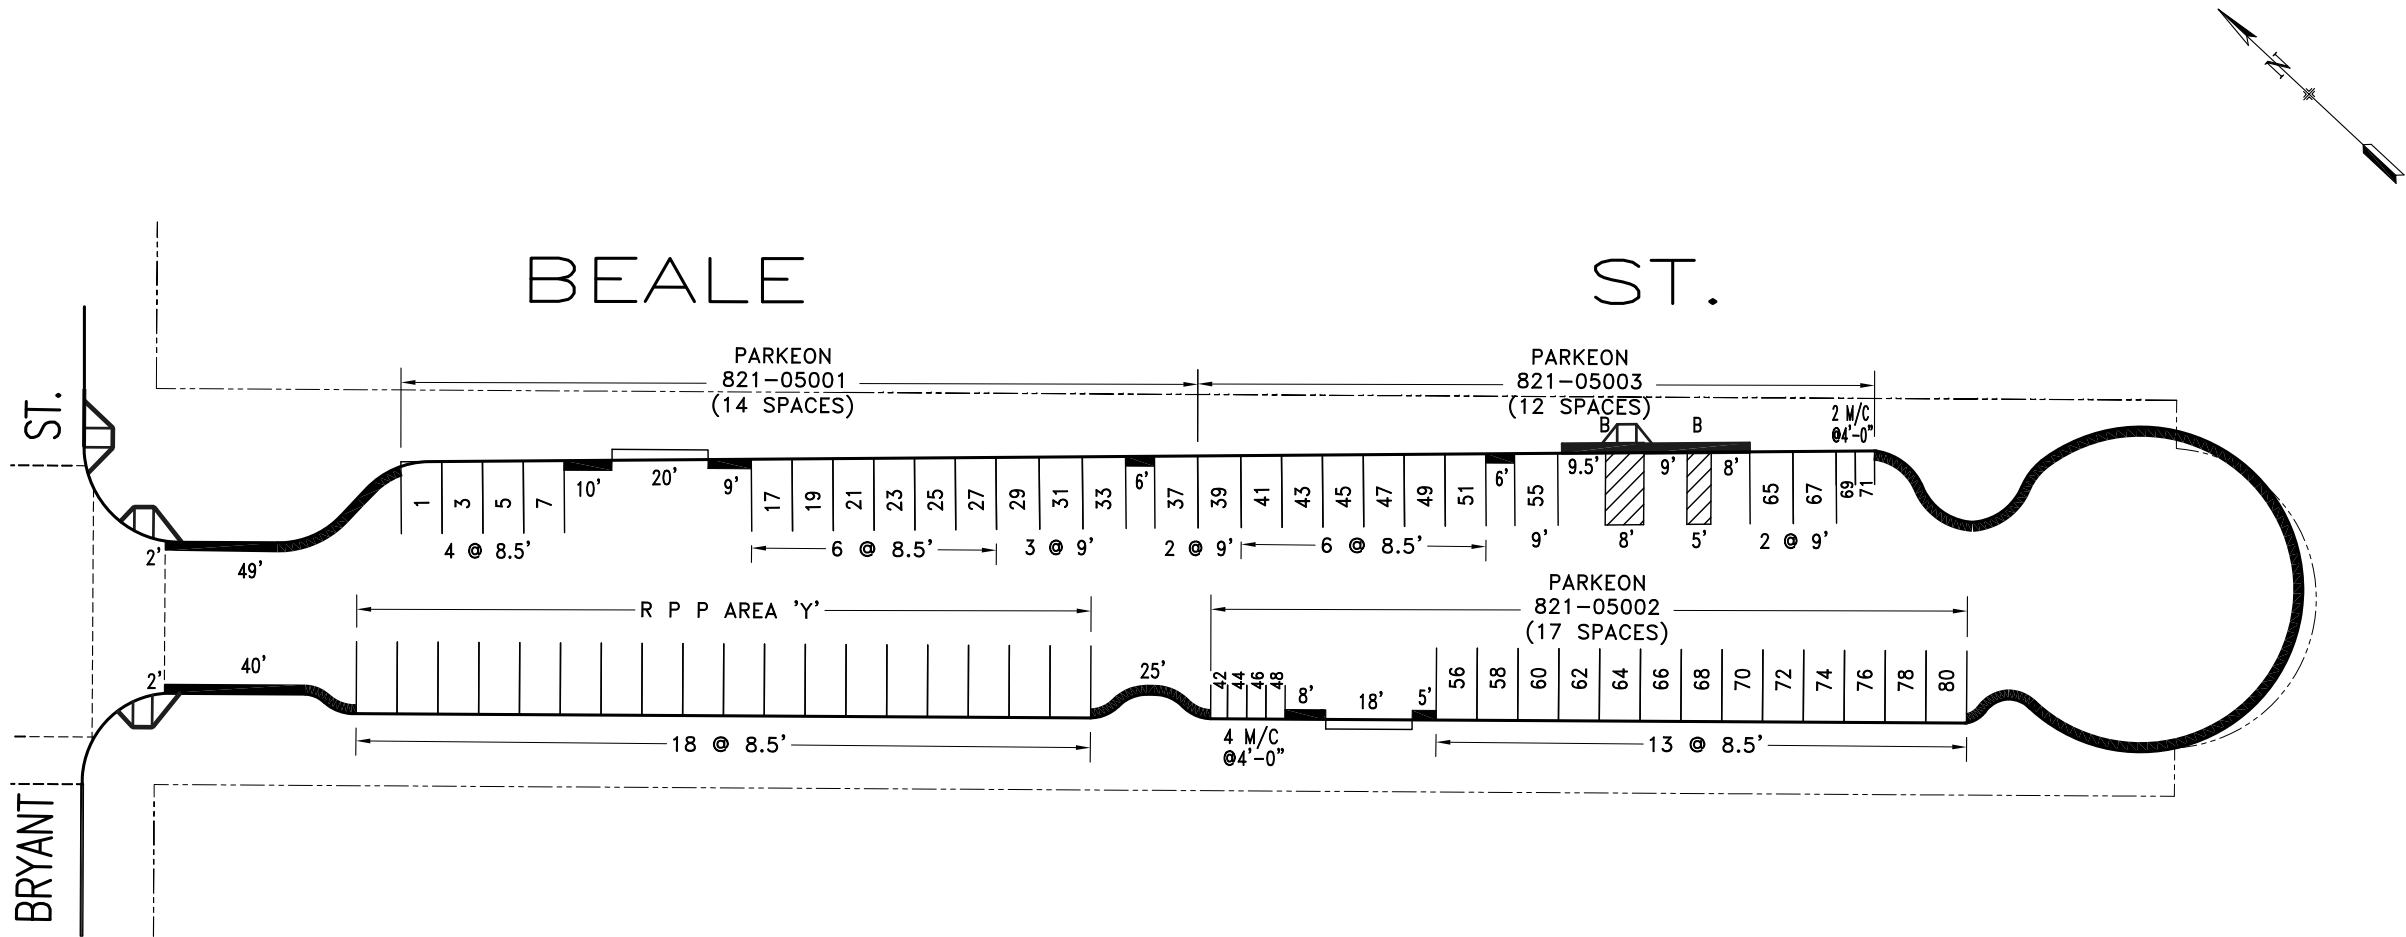 N
BEALE ST.
PARKEON
821-05001
(14 SPACES)
PARKEON
821-05003
(12 SPACES)
2 M/C
@4'-0"
B B
ST.
1 3 5 7 10' 20' 9' 17 19 21 23 25 27 29 31 33 6' 37 39 41 43 45 47 49 51 6' 55 9.5' 9' 8' 65 67 69 71
2' 49' 4 @ 8.5' 6 @ 8.5' 3 @ 9' 2 @ 9' 6 @ 8.5' 9' 8' 5' 2 @ 9'
R P P AREA 'Y'
PARKEON
821-05002
(17 SPACES)
2' 40' 25' 42 44 46 48 8' 18' 5' 56 58 60 62 64 66 68 70 72 74 76 78 80
18 @ 8.5'
4 M/C
@4'-0"
13 @ 8.5'
BRYANT